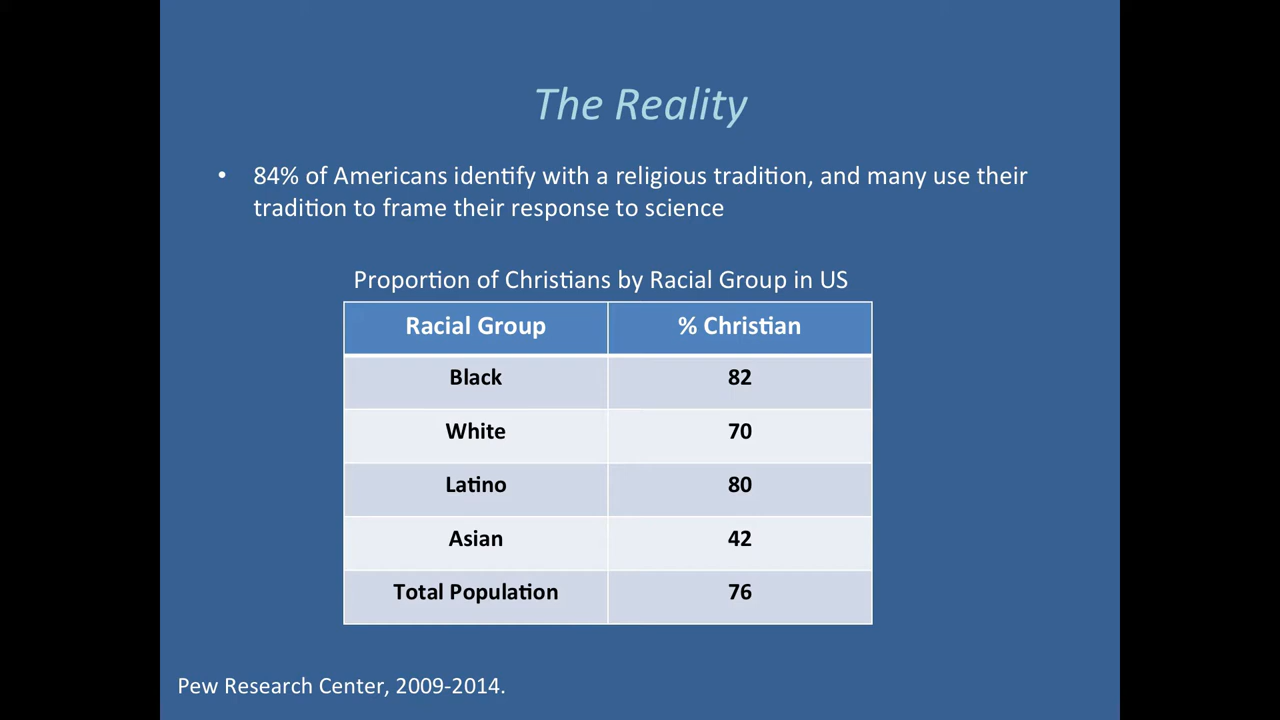 The Reality
• 84% of Americans identify with a religious tradition, and many use their
tradition to frame their response to science
Proportion of Christians by Racial Group in US
Racial Group % Christian
Black 82
White 70
Latino 80
Asian 42
Total Population 76
Pew Research Center, 2009-2014.